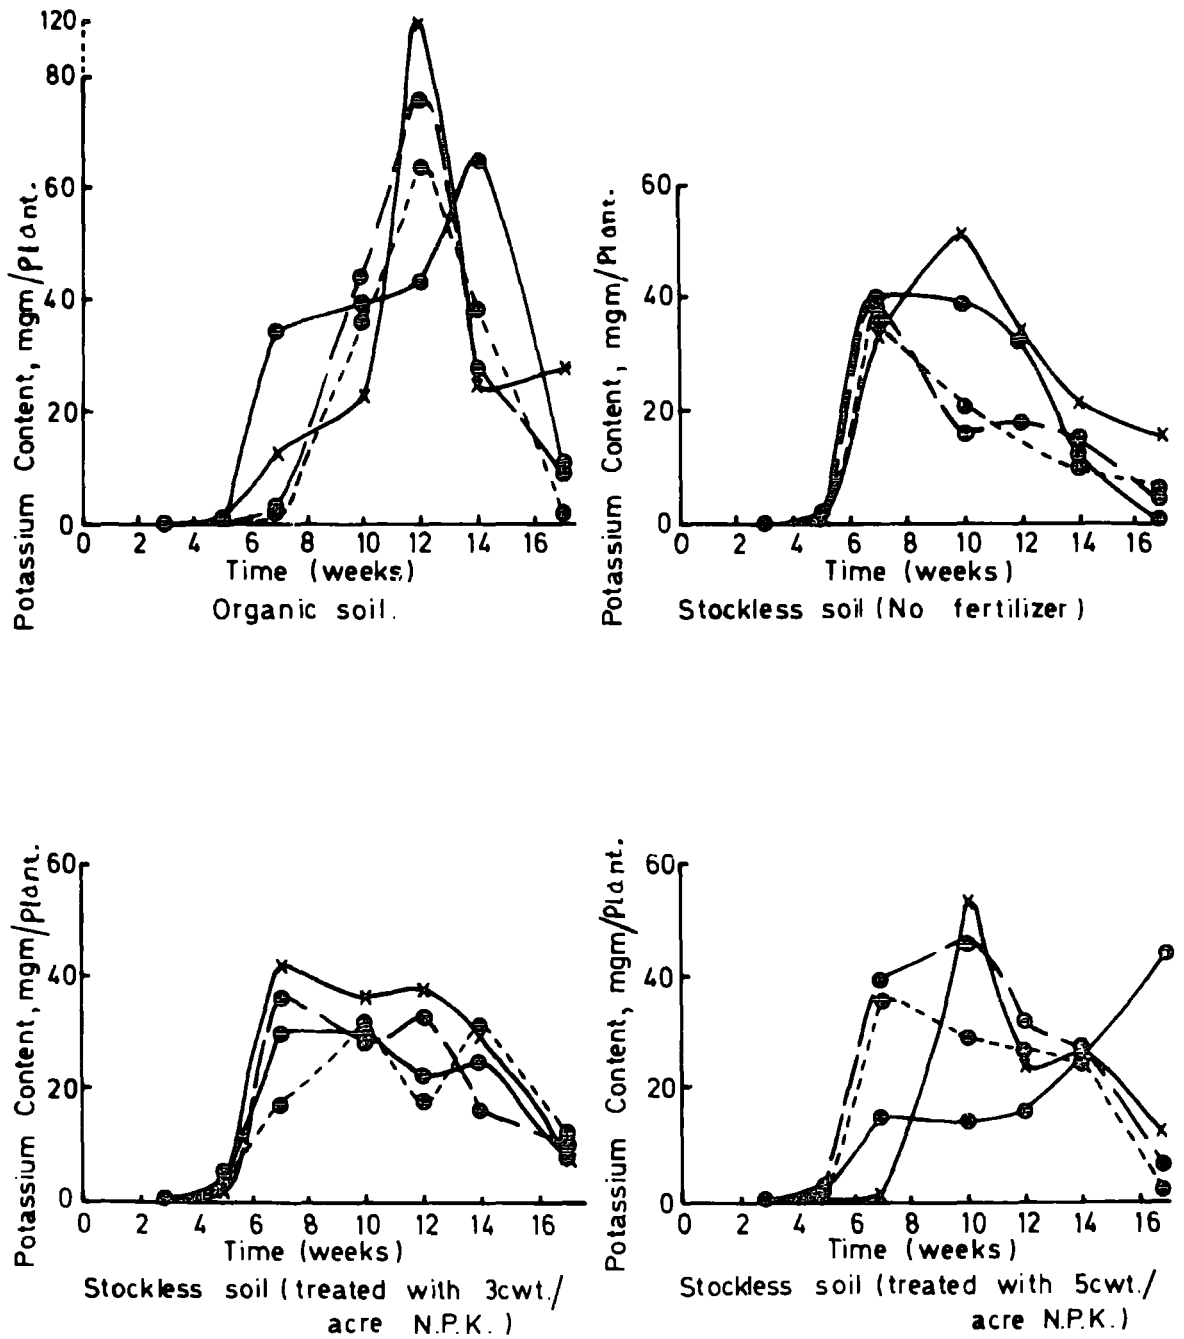 120
80
60
40
20
0
Potassium Content, mgm/Plant.
0 2 4 6 8 10 12 14 16
Time (weeks)
Organic soil.
60
40
20
0
Potassium Content, mgm/Plant.
0 2 4 6 8 10 12 14 16
Time (weeks)
Stockless soil (No fertilizer)
60
40
20
0
Potassium Content, mgm/Plant.
0 2 4 6 8 10 12 14 16
Time (weeks)
Stockless soil (treated with 3cwt./
acre N.P.K.)
60
40
20
0
Potassium Content, mgm/Plant.
0 2 4 6 8 10 12 14 16
Time (weeks)
Stockless soil (treated with 5cwt./
acre N.P.K.)